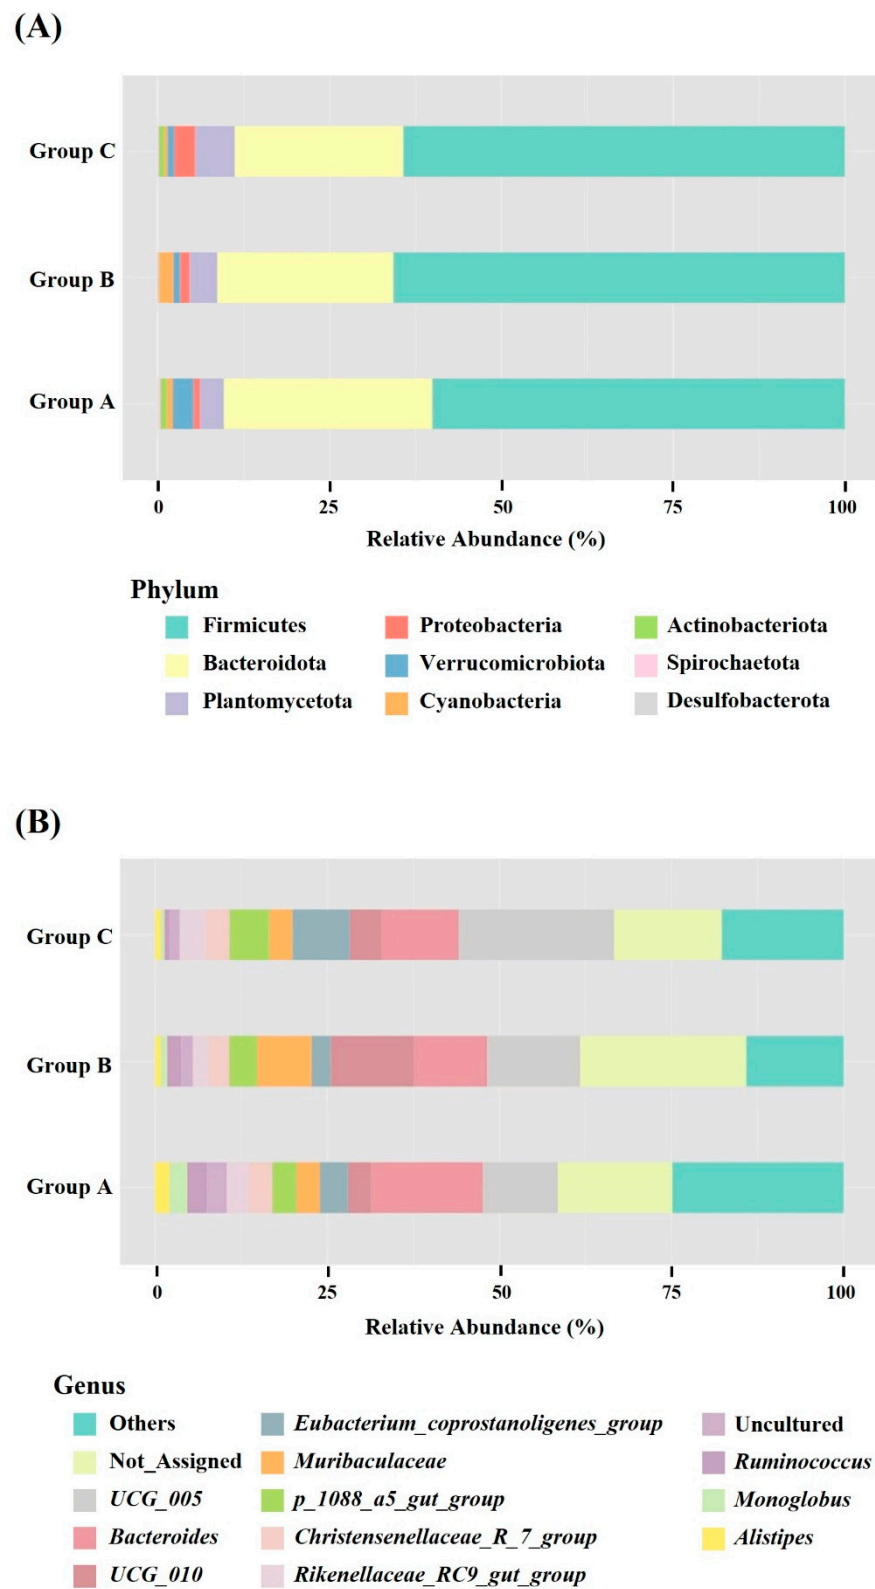 (A)
Group C
Group B
Group A
0 25 50 75 100
Relative Abundance (%)
Phylum
Firmicutes Proteobacteria Actinobacteriota
Bacteroidota Verrucomicrobiota Spirochaetota
Plantomycetota Cyanobacteria Desulfobacterota
(B)
Group C
Group B
Group A
0 25 50 75 100
Relative Abundance (%)
Genus
Others Eubacterium_coprostanoligenes_group Uncultured
Not_Assigned Muribaculaceae Ruminococcus
UCG_005 p_1088_a5_gut_group Monoglobus
Bacteroides Christensenellaceae_R_7_group Alistipes
UCG_010 Rikenellaceae_RC9_gut_group